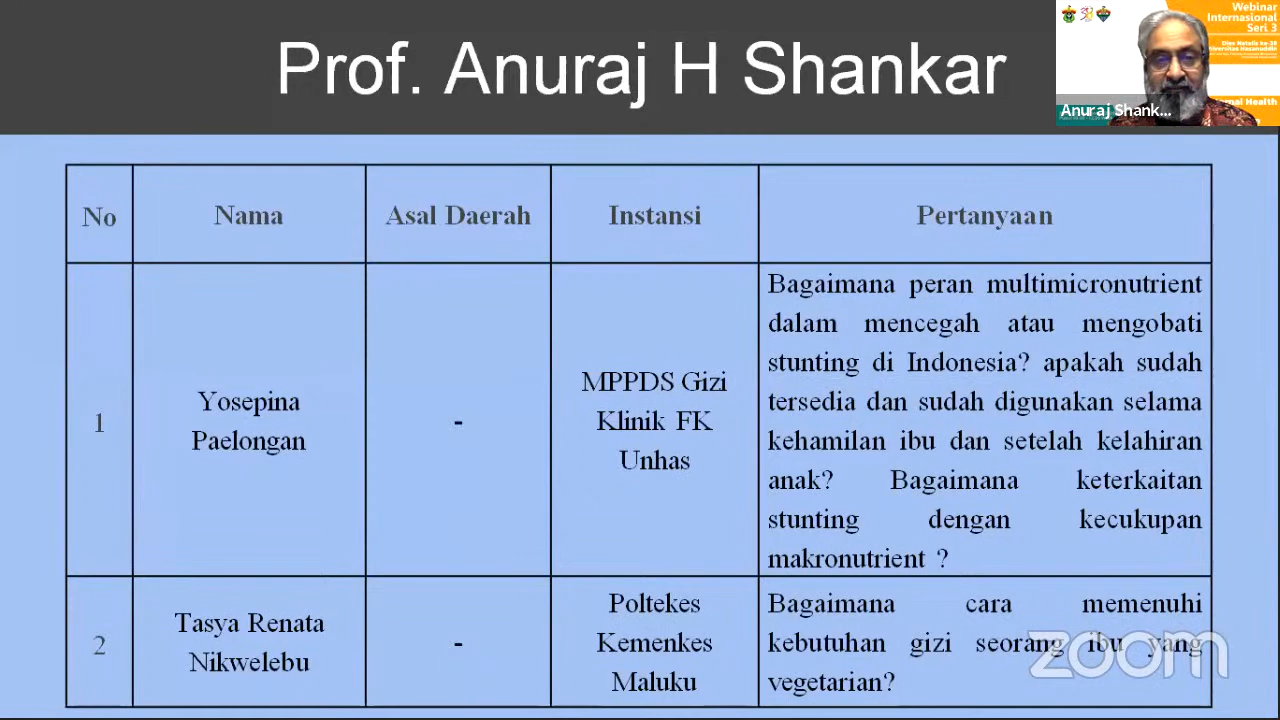 Prof. Anuraj H Shankar
Webinar
Internasional
Seri 3
Anuraj Shank...
No
Nama
Asal Daerah
Instansi
Pertanyaan
1
Yosepina
Paelongan
-
MPPDS Gizi
Klinik FK
Unhas
Bagaimana peran multimicronutrient
dalam mencegah atau mengobati
stunting di Indonesia? apakah sudah
tersedia dan sudah digunakan selama
kehamilan ibu dan setelah kelahiran
anak? Bagaimana keterkaitan
stunting dengan kecukupan
makronutrient ?
2
Tasya Renata
Nikwelebu
-
Poltekes
Kemenkes
Maluku
Bagaimana cara memenuhi
kebutuhan gizi seorang ibu yang
vegetarian?
zoom